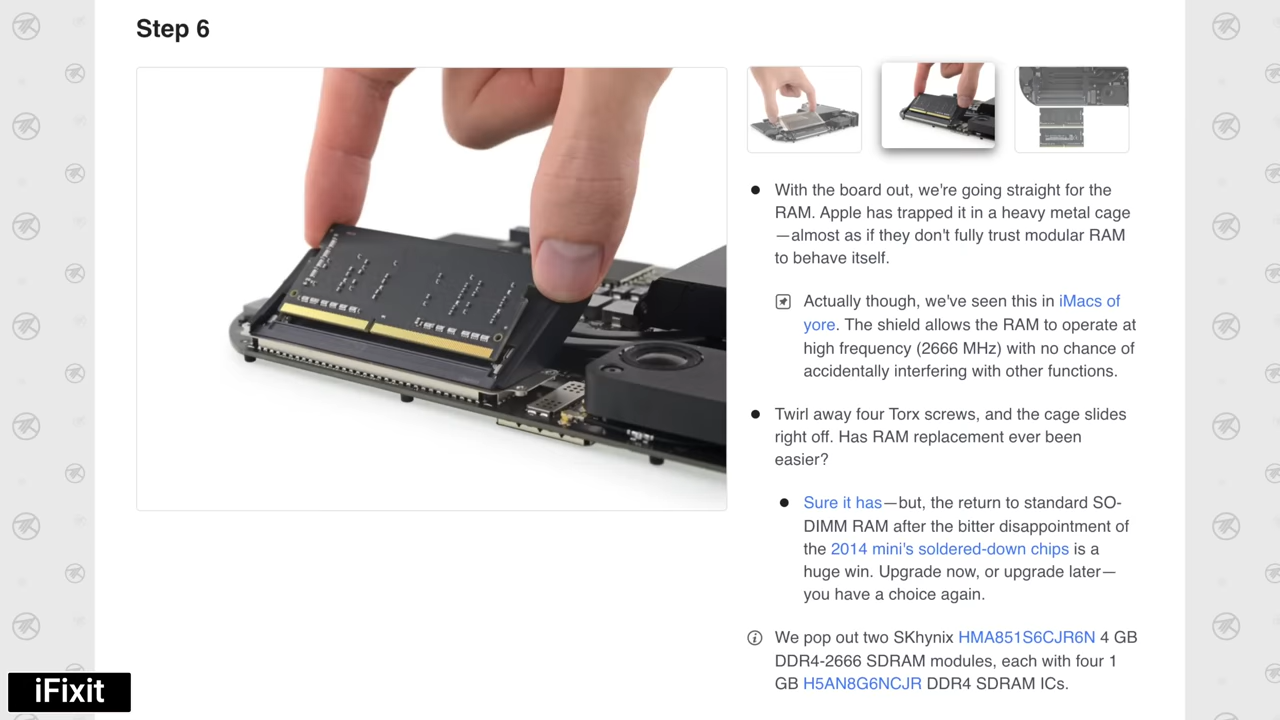 Step 6
With the board out, we're going straight for the
RAM. Apple has trapped it in a heavy metal cage
—almost as if they don't fully trust modular RAM
to behave itself.
Actually though, we've seen this in iMacs of
yore. The shield allows the RAM to operate at
high frequency (2666 MHz) with no chance of
accidentally interfering with other functions.
Twirl away four Torx screws, and the cage slides
right off. Has RAM replacement ever been
easier?
Sure it has—but, the return to standard SO-
DIMM RAM after the bitter disappointment of
the 2014 mini's soldered-down chips is a
huge win. Upgrade now, or upgrade later—
you have a choice again.
We pop out two SKhynix HMA851S6CJR6N 4 GB
DDR4-2666 SDRAM modules, each with four 1
GB H5AN8G6NCJR DDR4 SDRAM ICs.
iFixit